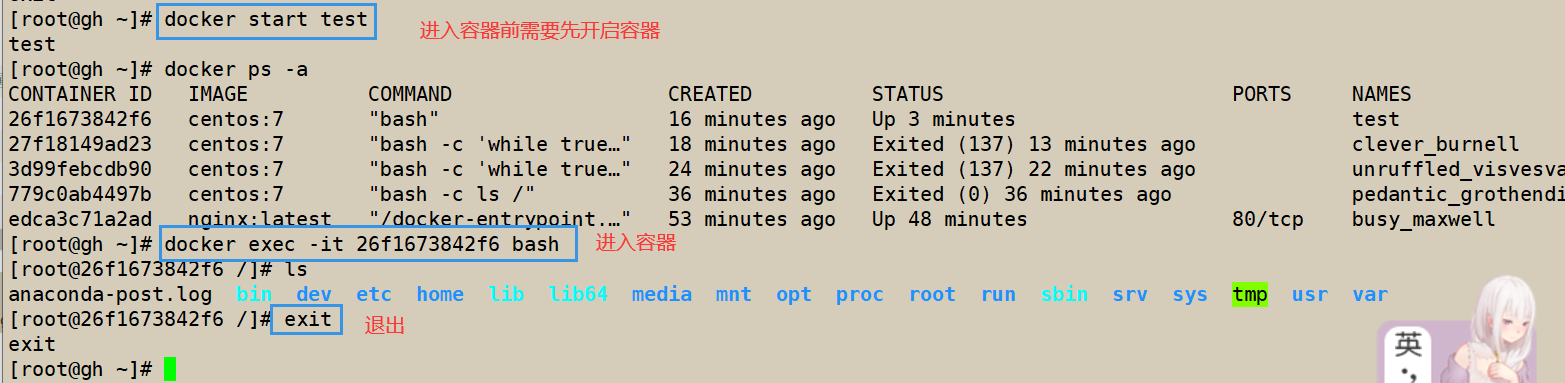 [root@gh ~]# docker start test 进入容器前需要先开启容器
test
[root@gh ~]# docker ps -a
CONTAINER ID IMAGE COMMAND CREATED STATUS PORTS NAMES
26f1673842f6 centos:7 "bash" 16 minutes ago Up 3 minutes test
27f18149ad23 centos:7 "bash -c 'while true…" 18 minutes ago Exited (137) 13 minutes ago clever_burnell
3d99febcdb90 centos:7 "bash -c 'while true…" 24 minutes ago Exited (137) 22 minutes ago unruffled_visvesva
779c0ab4497b centos:7 "bash -c ls /" 36 minutes ago Exited (0) 36 minutes ago pedantic_grothendi
edca3c71a2ad nginx:latest "/docker-entrypoint.…" 53 minutes ago Up 48 minutes 80/tcp busy_maxwell
[root@gh ~]# docker exec -it 26f1673842f6 bash 进入容器
[root@26f1673842f6 /]# ls
anaconda-post.log bin dev etc home lib lib64 media mnt opt proc root run sbin srv sys tmp usr var
[root@26f1673842f6 /]# exit 退出
exit
[root@gh ~]#
英